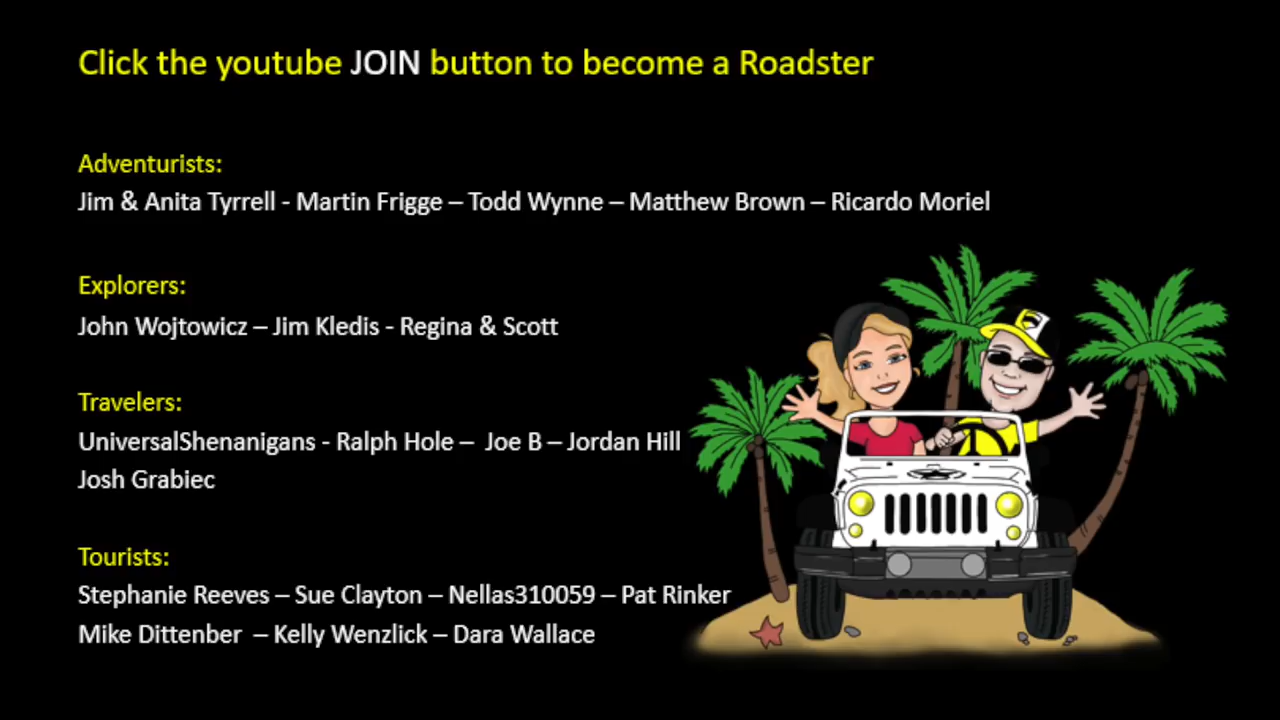 Click the youtube JOIN button to become a Roadster
Adventurists:
Jim & Anita Tyrrell - Martin Frigge – Todd Wynne – Matthew Brown – Ricardo Moriel
Explorers:
John Wojtowicz – Jim Kledis - Regina & Scott
Travelers:
UniversalShenanigans - Ralph Hole –  Joe B – Jordan Hill
Josh Grabiec
Tourists:
Stephanie Reeves – Sue Clayton – Nellas310059 – Pat Rinker
Mike Dittenber  – Kelly Wenzlick – Dara Wallace